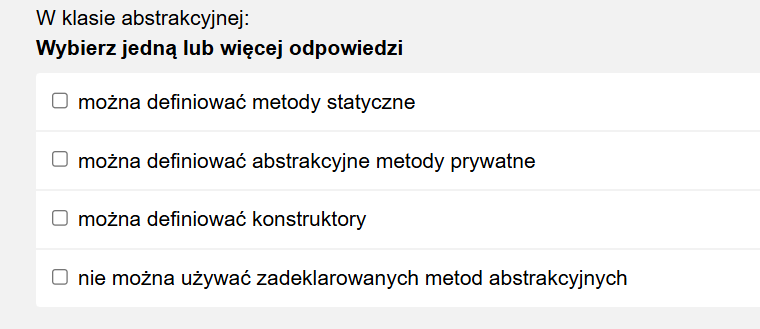 W klasie abstrakcyjnej:
Wybierz jedną lub więcej odpowiedzi
można definiować metody statyczne
można definiować abstrakcyjne metody prywatne
można definiować konstruktory
nie można używać zadeklarowanych metod abstrakcyjnych